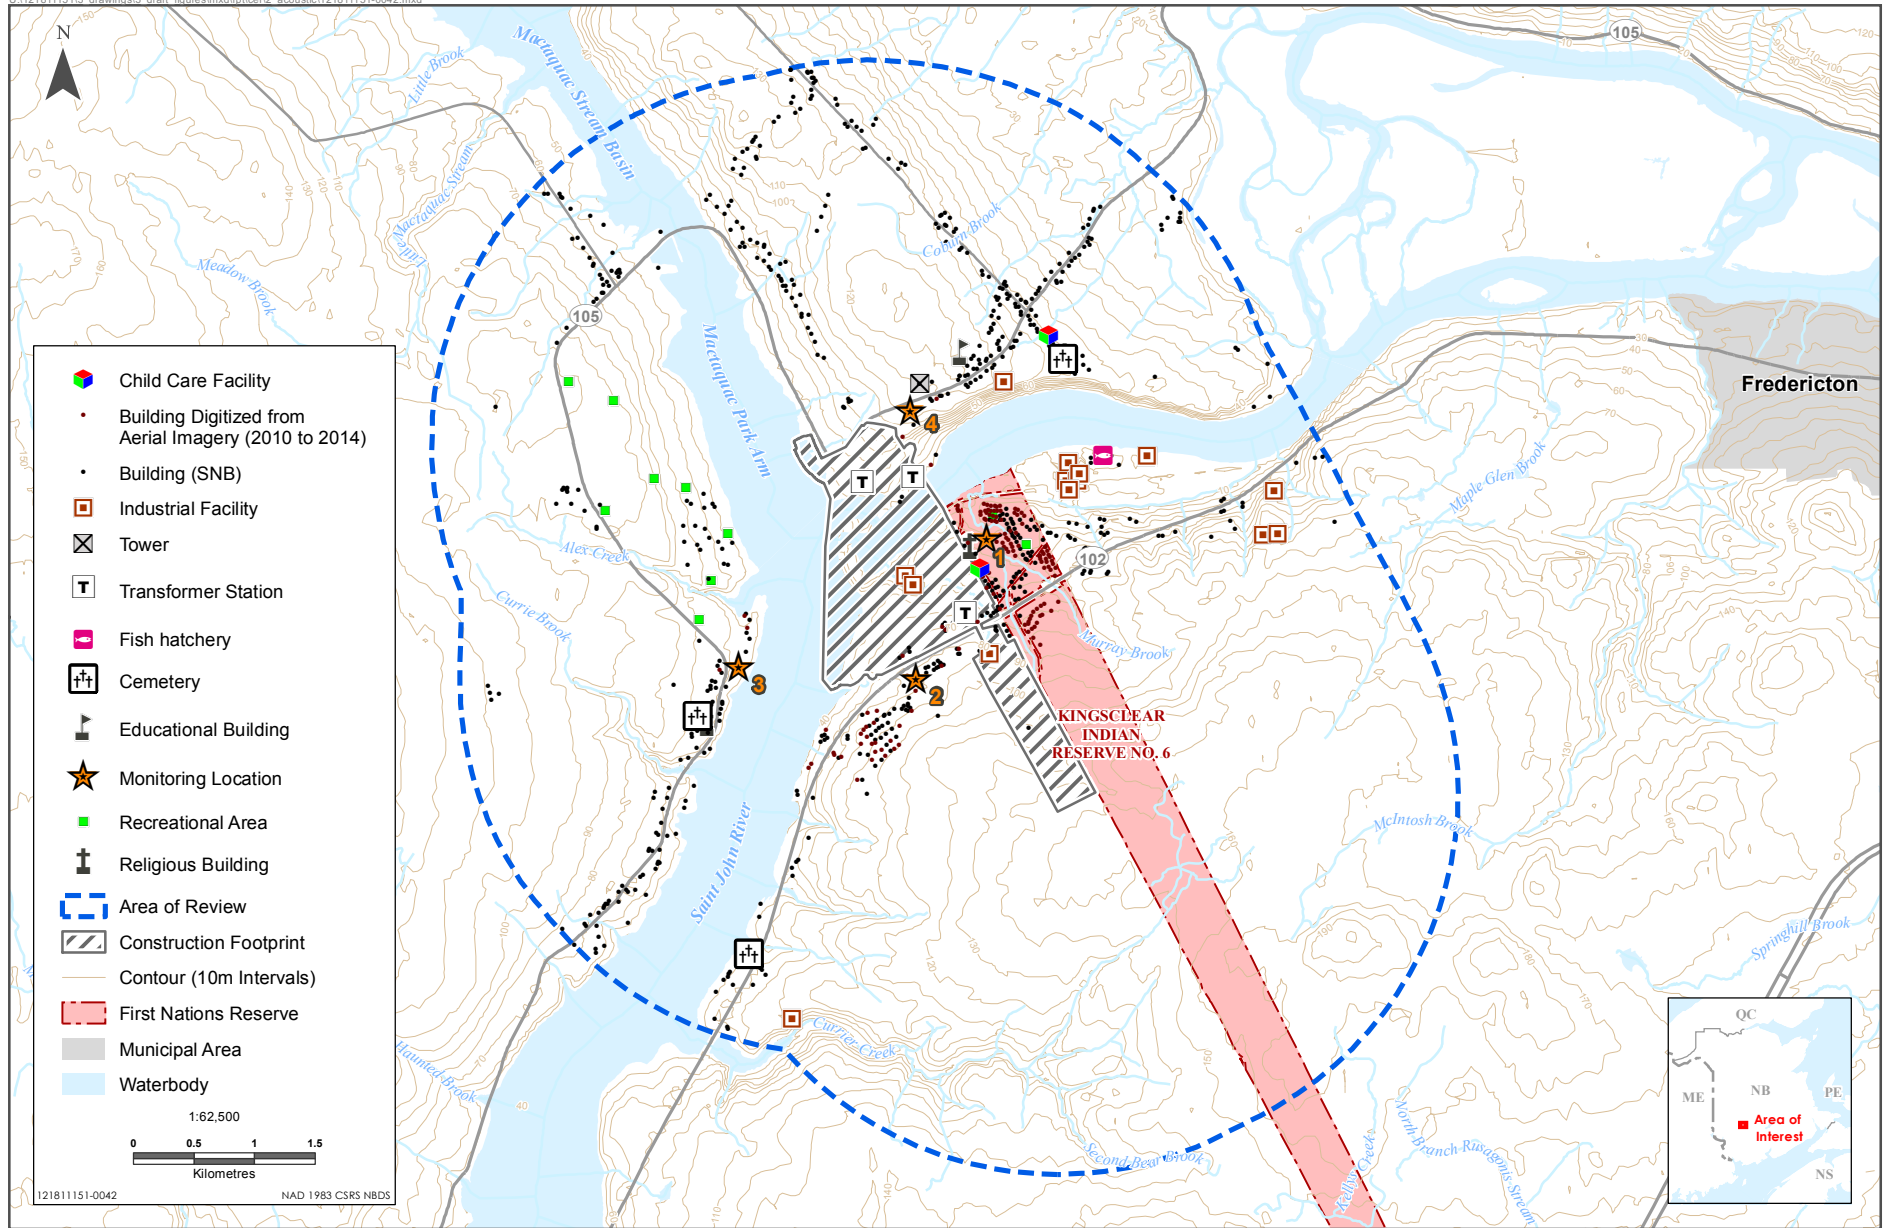 N
Little Brook
Mactaquac Stream Basin
105
Little Mactaquac Stream
Meadow Brook
Coburn Brook
105
Mactaquac Park Arm
Fredericton
4
Maple Glen Brook
Alex Creek
1
102
Currie Brook
Murray Brook
3
2
KINGSCLEAR
INDIAN
RESERVE NO. 6
McIntosh Brook
Saint John River
Springhill Brook
Currier Creek
Haunted Brook
Second Bear Brook
Kellys Creek
North Branch Rusagonis Stream
T
T
T
Child Care Facility
Building Digitized from
Aerial Imagery (2010 to 2014)
Building (SNB)
Industrial Facility
Tower
T
Transformer Station
Fish hatchery
Cemetery
Educational Building
Monitoring Location
Recreational Area
Religious Building
Area of Review
Construction Footprint
Contour (10m Intervals)
First Nations Reserve
Municipal Area
Waterbody
1:62,500
0 0.5 1 1.5
Kilometres
121811151-0042
NAD 1983 CSRS NBDS
QC
ME
NB
PE
Area of
Interest
NS